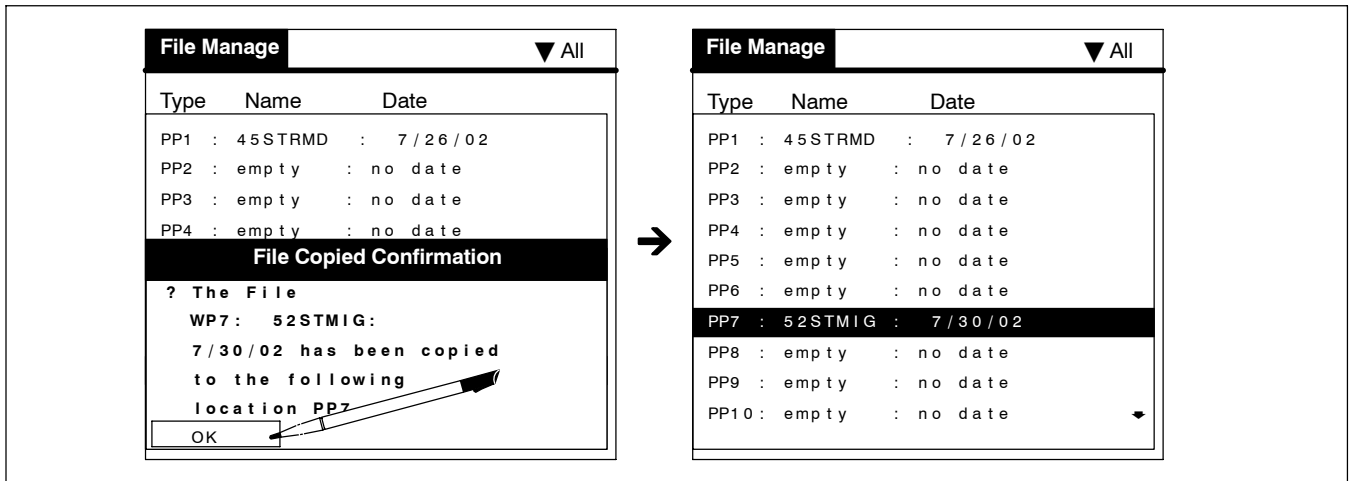 File Manage ▼ All
Type Name Date
PP1 : 45STRMD : 7/26/02
PP2 : empty : no date
PP3 : empty : no date
PP4 : empty : no date
File Copied Confirmation
? The File
WP7: 52STMIG:
7/30/02 has been copied
to the following
location PP7
OK
File Manage ▼ All
Type Name Date
PP1 : 45STRMD : 7/26/02
PP2 : empty : no date
PP3 : empty : no date
PP4 : empty : no date
PP5 : empty : no date
PP6 : empty : no date
PP7 : 52STMIG : 7/30/02
PP8 : empty : no date
PP9 : empty : no date
PP10: empty : no date